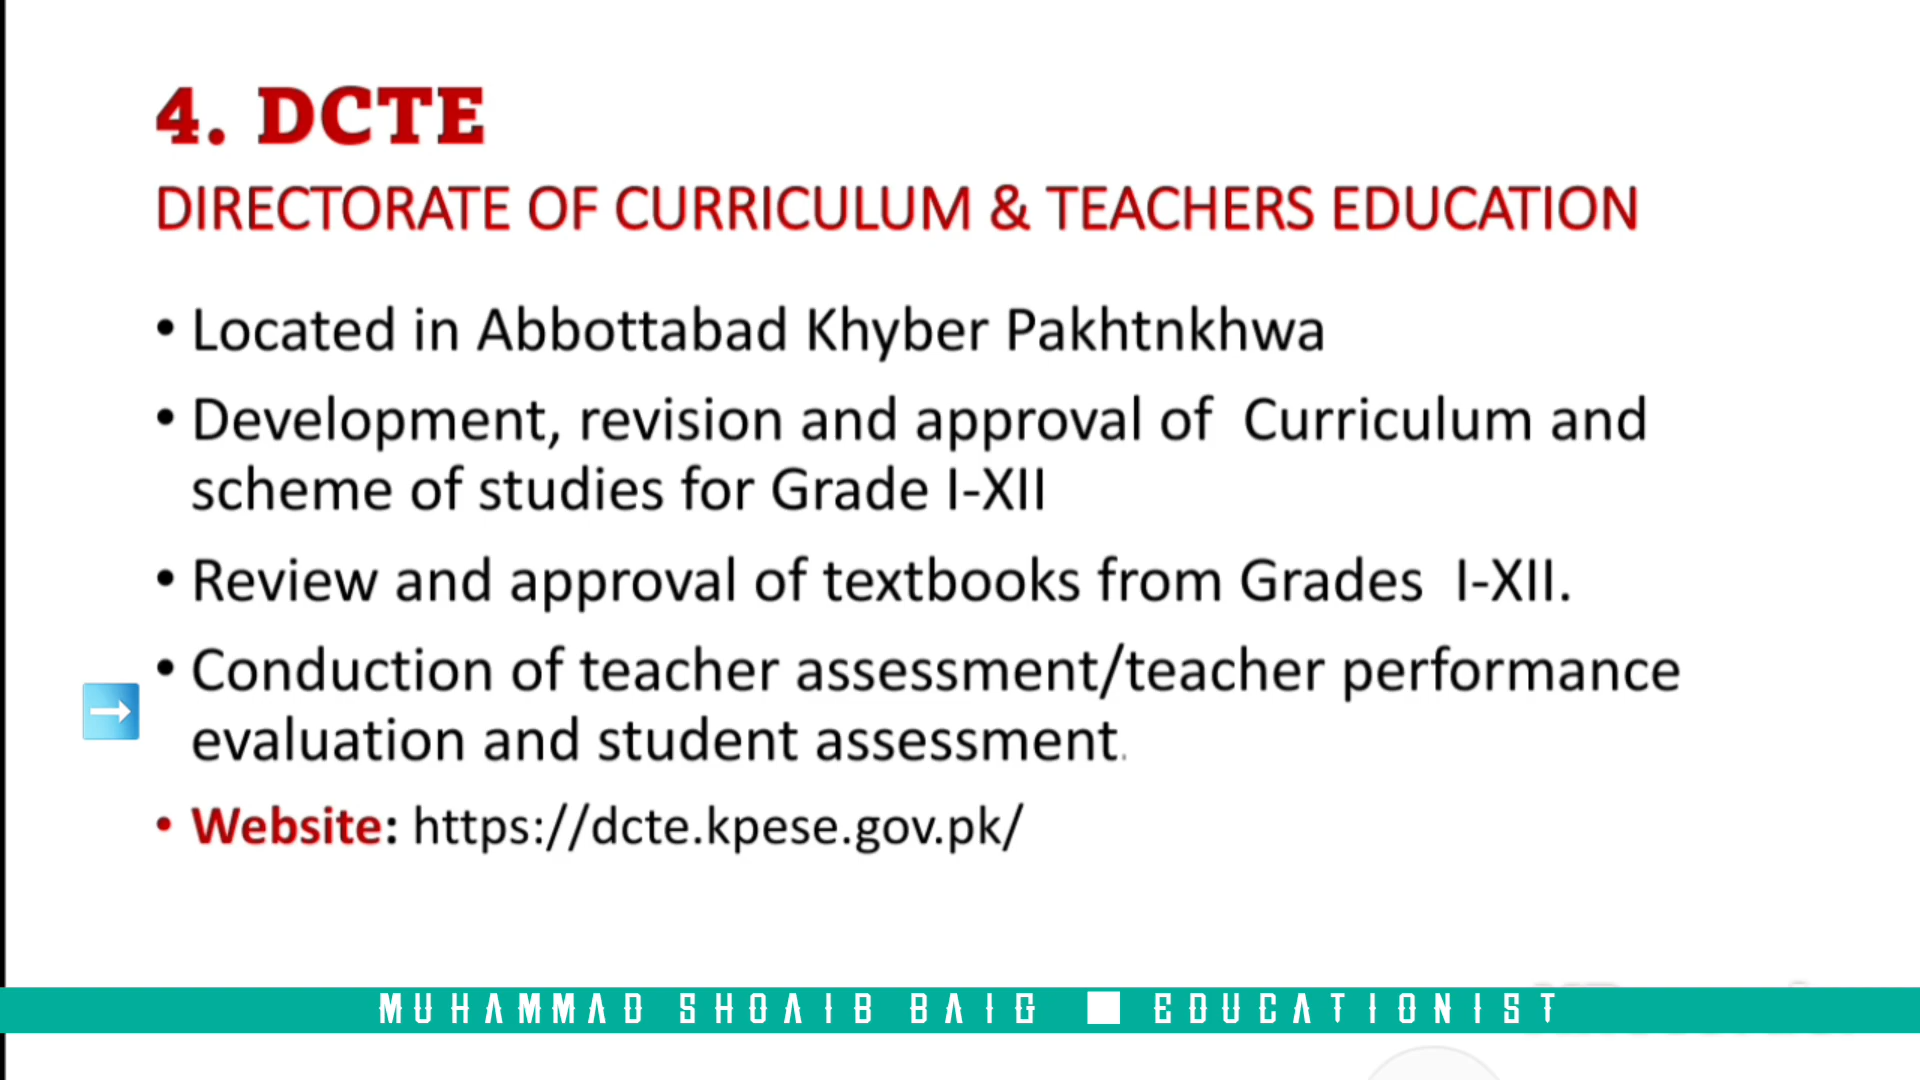 4. DCTE
DIRECTORATE OF CURRICULUM & TEACHERS EDUCATION
• Located in Abbottabad Khyber Pakhtnkhwa
• Development, revision and approval of Curriculum and
scheme of studies for Grade I-XII
• Review and approval of textbooks from Grades I-XII.
• Conduction of teacher assessment/teacher performance
evaluation and student assessment.
• Website: https://dcte.kpese.gov.pk/
MUHAMMAD SHOAIB BAIG ■ EDUCATIONIST